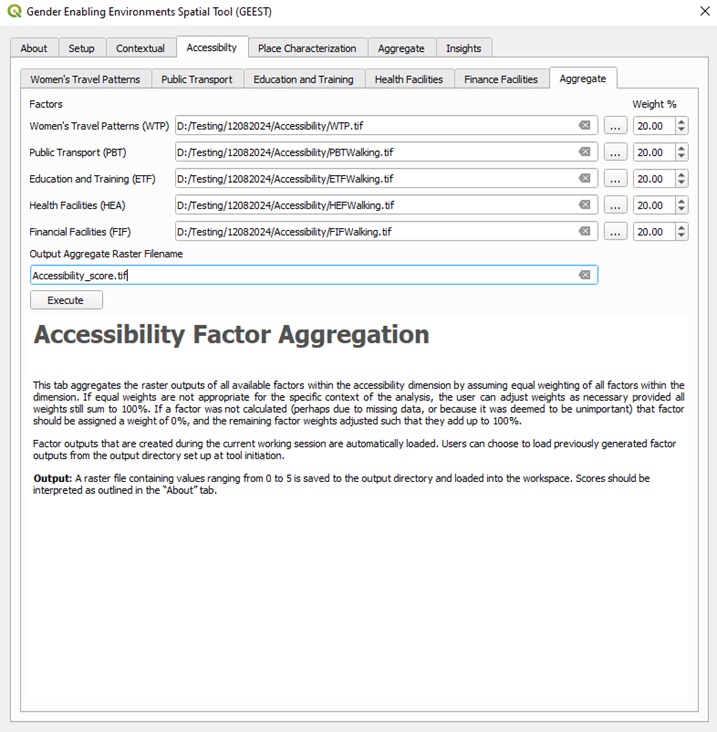 Gender Enabling Environments Spatial Tool (GEEST)
About Setup Contextual Accessibilty Place Characterization Aggregate Insights
Women's Travel Patterns Public Transport Education and Training Health Facilities Finance Facilities Aggregate
Factors Weight %
Women's Travel Patterns (WTP) D:/Testing/12082024/Accessibility/WTP.tif ... 20.00
Public Transport (PBT) D:/Testing/12082024/Accessibility/PBTWalking.tif ... 20.00
Education and Training (ETF) D:/Testing/12082024/Accessibility/ETFWalking.tif ... 20.00
Health Facilities (HEA) D:/Testing/12082024/Accessibility/HEFWalking.tif ... 20.00
Financial Facilities (FIF) D:/Testing/12082024/Accessibility/FIFWalking.tif ... 20.00
Output Aggregate Raster Filename
Accessibility_score.tif
Execute
Accessibility Factor Aggregation
This tab aggregates the raster outputs of all available factors within the accessibility dimension by assuming equal weighting of all factors within the
dimension. If equal weights are not appropriate for the specific context of the analysis, the user can adjust weights as necessary provided all
weights still sum to 100%. If a factor was not calculated (perhaps due to missing data, or because it was deemed to be unimportant) that factor
should be assigned a weight of 0%, and the remaining factor weights adjusted such that they add up to 100%.
Factor outputs that are created during the current working session are automatically loaded. Users can choose to load previously generated factor
outputs from the output directory set up at tool initiation.
Output: A raster file containing values ranging from 0 to 5 is saved to the output directory and loaded into the workspace. Scores should be
interpreted as outlined in the “About” tab.